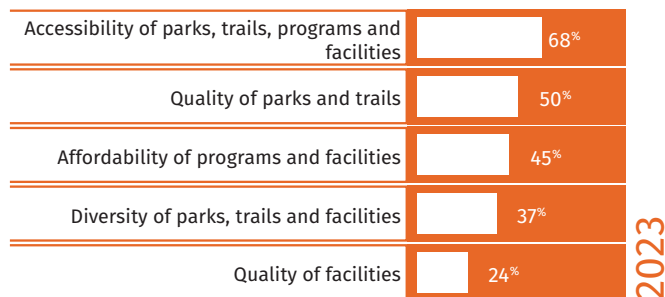 Accessibility of parks, trails, programs and
facilities
68%
Quality of parks and trails
50%
Affordability of programs and facilities
45%
Diversity of parks, trails and facilities
37%
Quality of facilities
24%
2023